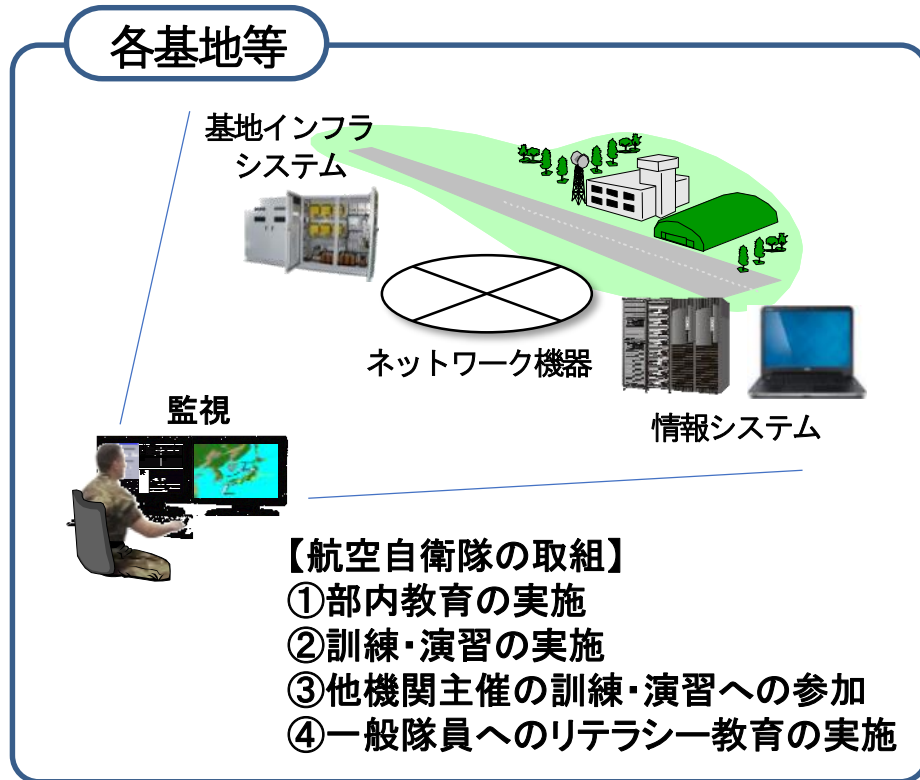 各基地等
基地インフラ
システム
ネットワーク機器
情報システム
監視
【航空自衛隊の取組】
①部内教育の実施
②訓練・演習の実施
③他機関主催の訓練・演習への参加
④一般隊員へのリテラシー教育の実施